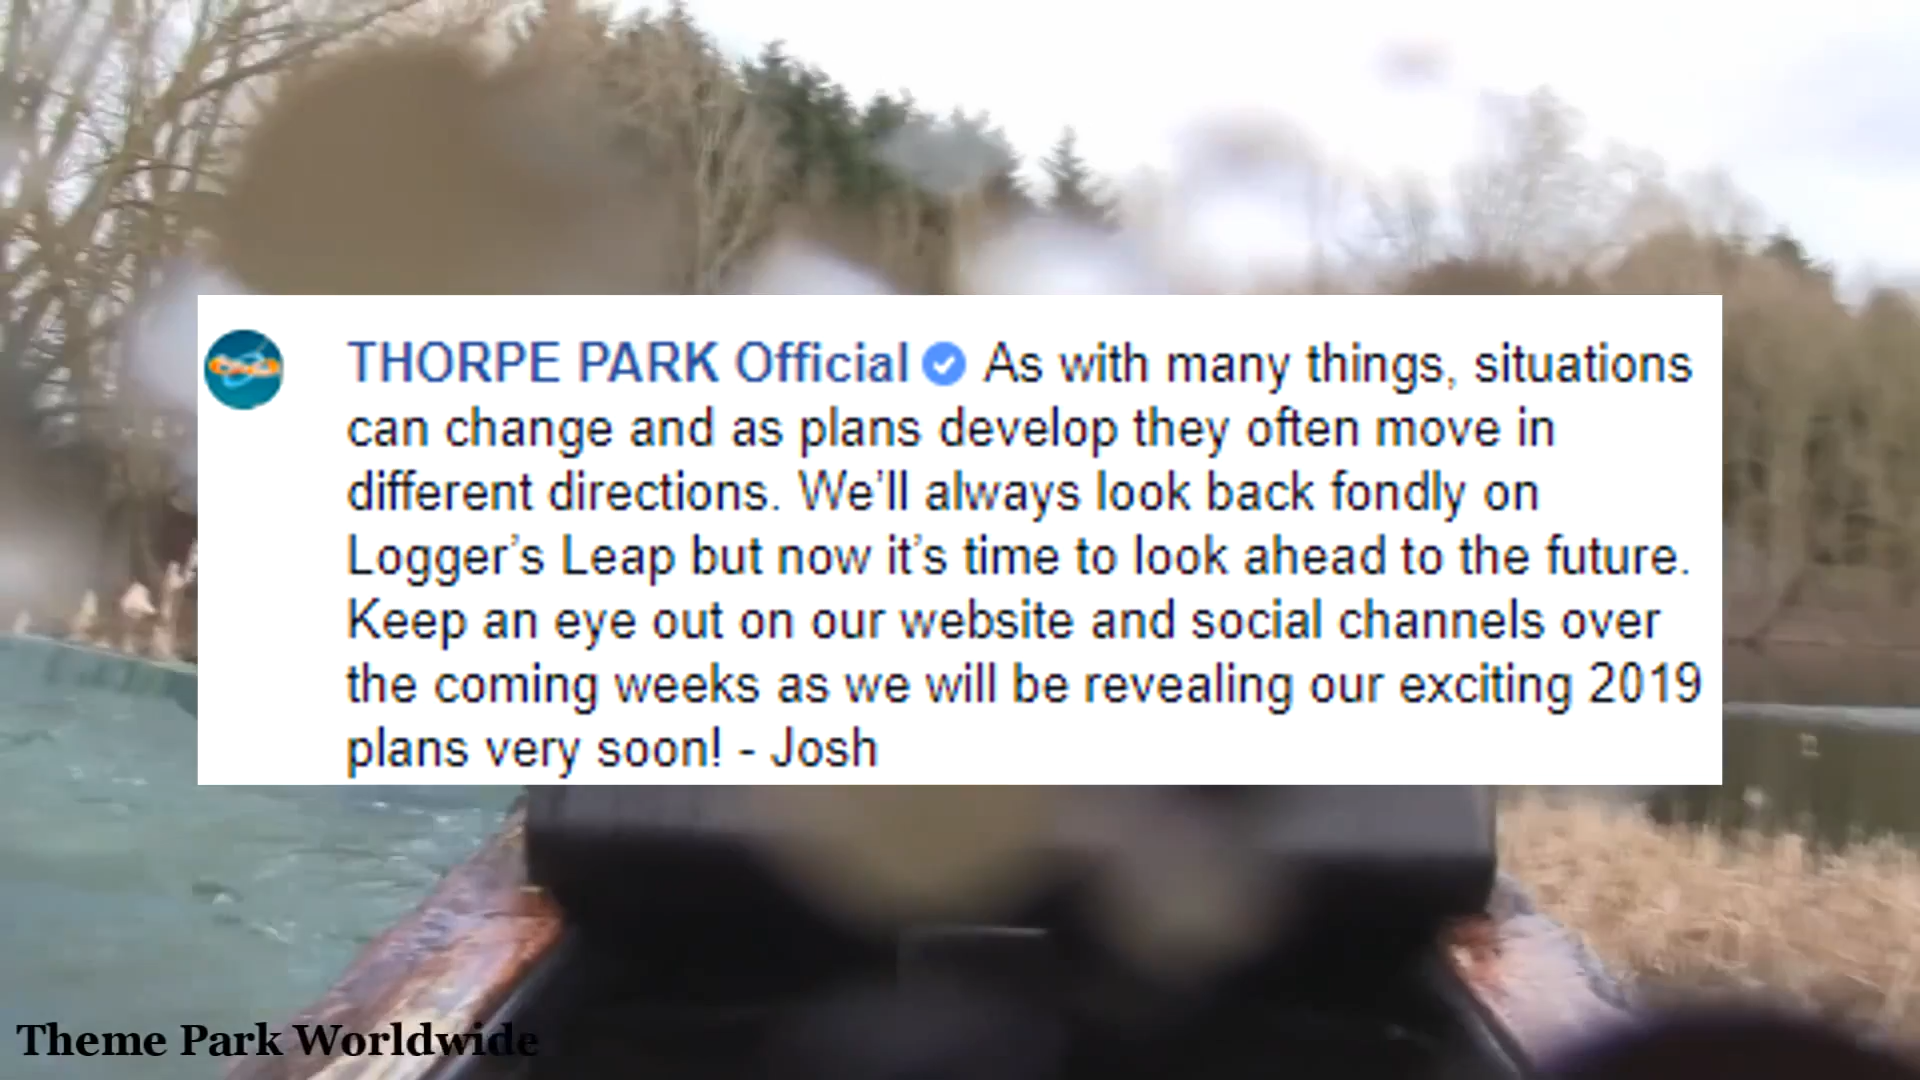 THORPE PARK Official As with many things, situations
can change and as plans develop they often move in
different directions. We'll always look back fondly on
Logger's Leap but now it's time to look ahead to the future.
Keep an eye out on our website and social channels over
the coming weeks as we will be revealing our exciting 2019
plans very soon! - Josh
Theme Park Worldwide